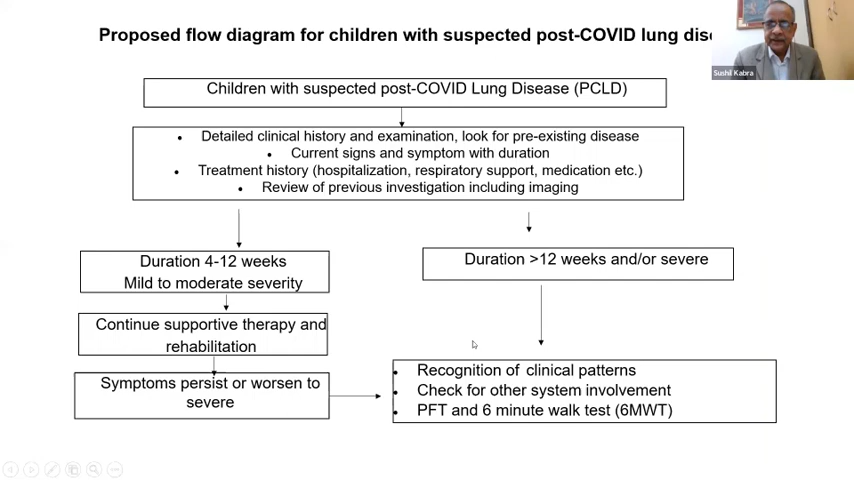 Proposed flow diagram for children with suspected post-COVID lung
Sushil Kabra
Children with suspected post-COVID Lung Disease (PCLD)
• Detailed clinical history and examination, look for pre-existing disease
• Current signs and symptom with duration
• Treatment history (hospitalization, respiratory support, medication etc.)
• Review of previous investigation including imaging
Duration 4-12 weeks
Mild to moderate severity
Duration >12 weeks and/or severe
Continue supportive therapy and
rehabilitation
Symptoms persist or worsen to
severe
• Recognition of clinical patterns
• Check for other system involvement
• PFT and 6 minute walk test (6MWT)